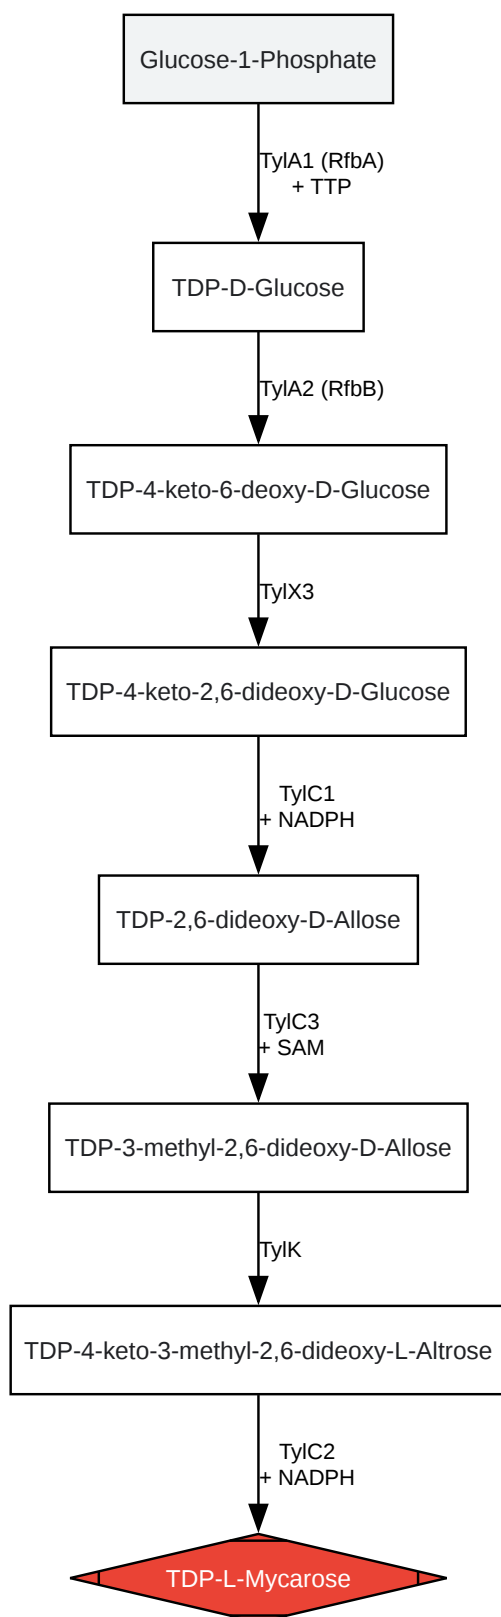 Glucose-1-Phosphate
TylA1 (RfbA)
+ TTP
TDP-D-Glucose
TylA2 (RfbB)
TDP-4-keto-6-deoxy-D-Glucose
TylX3
TDP-4-keto-2,6-dideoxy-D-Glucose
TylC1
+ NADPH
TDP-2,6-dideoxy-D-Allose
TylC3
+ SAM
TDP-3-methyl-2,6-dideoxy-D-Allose
TylK
TDP-4-keto-3-methyl-2,6-dideoxy-L-Altrose
TylC2
+ NADPH
TDP-L-Mycarose